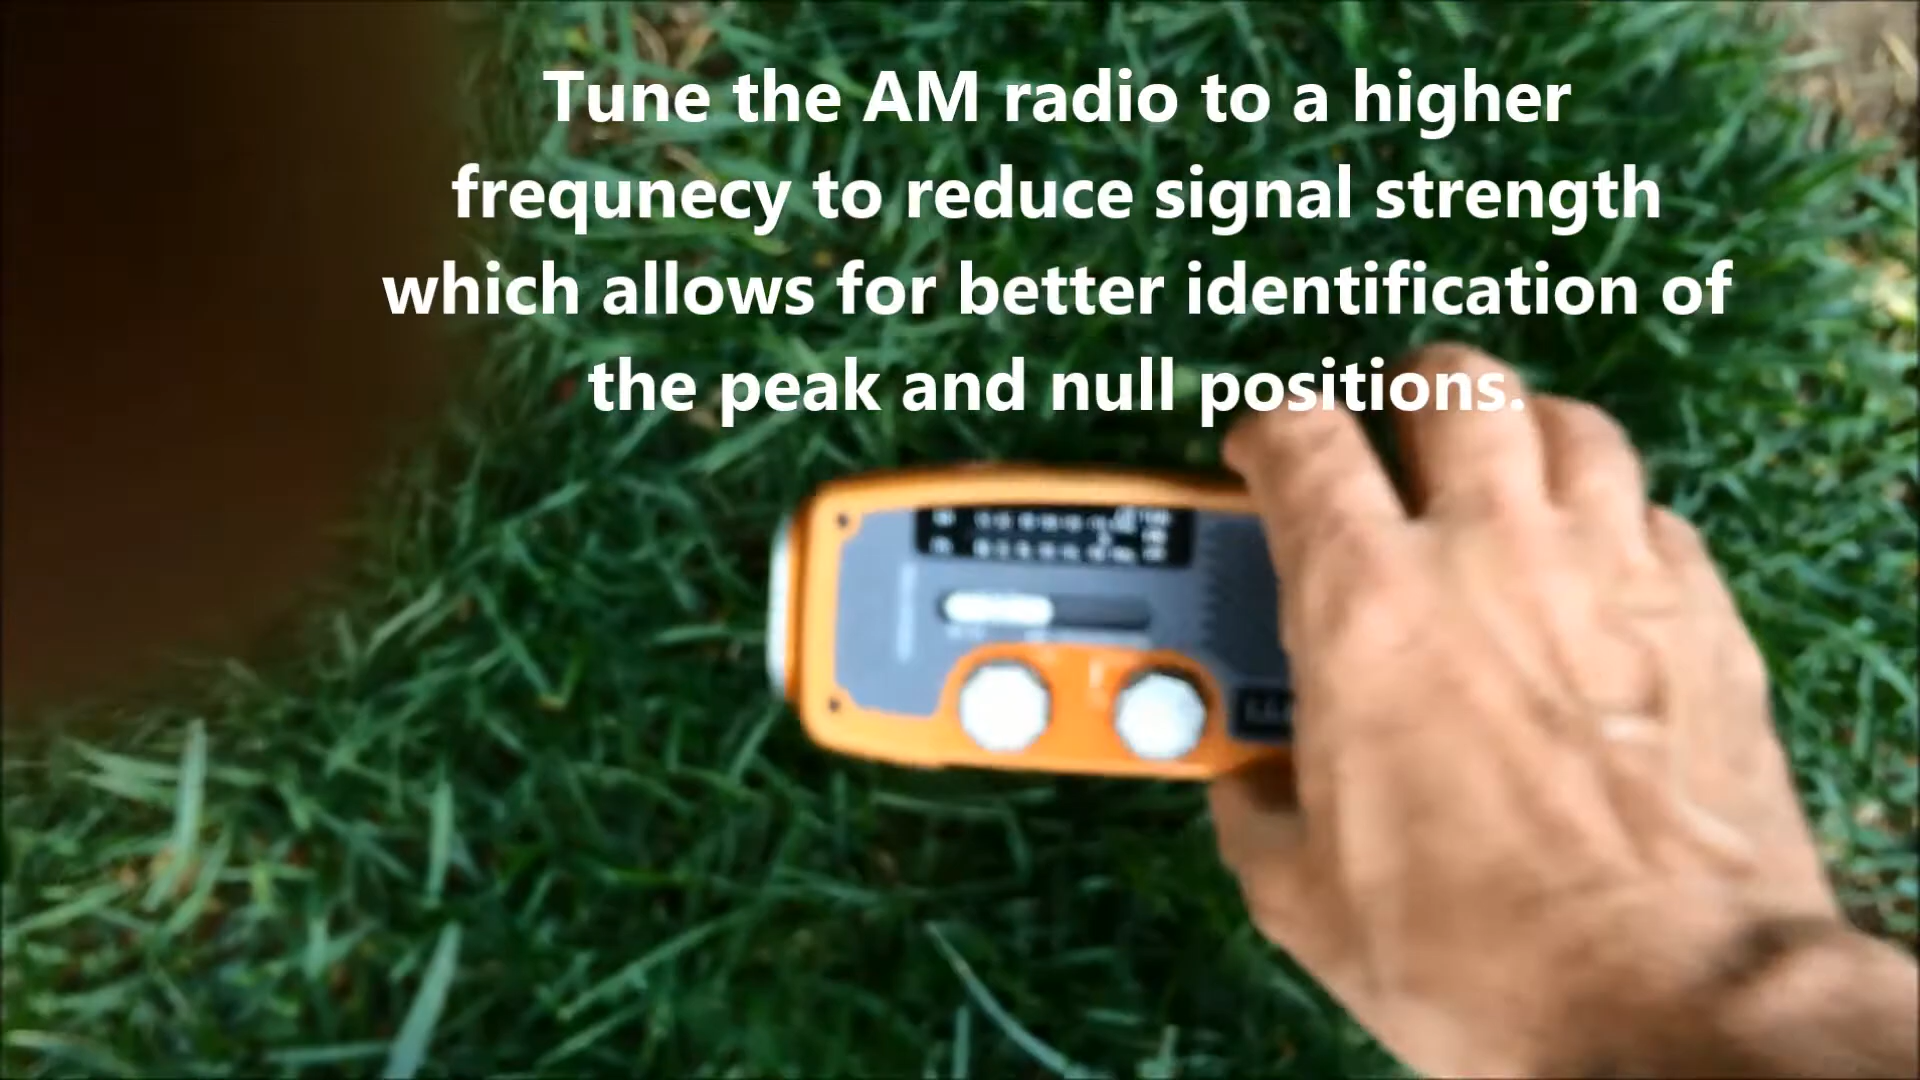 Tune the AM radio to a higher
frequnecy to reduce signal strength
which allows for better identification of
the peak and null positions.